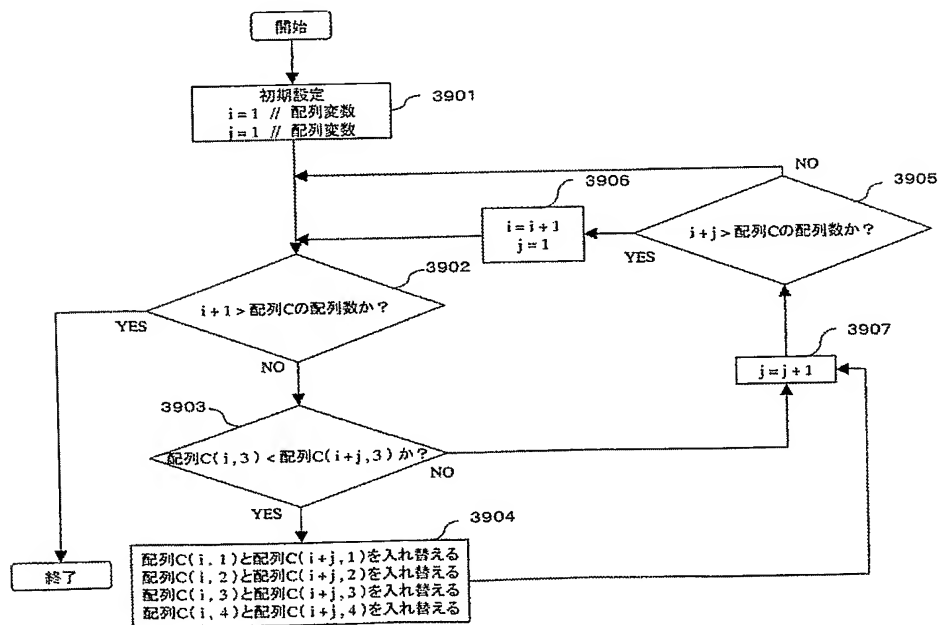 開始
初期設定
i=1 // 配列変数
j=1 // 配列変数
3901
NO
3905
3906
i=i+1
j=1
i+j>配列Cの配列数か?
YES
3902
i+1>配列Cの配列数か?
YES
NO
3907
j=j+1
3903
配列C(i,3)<配列C(i+j,3)か?
NO
YES
3904
配列C(i,1)と配列C(i+j,1)を入れ替える
配列C(i,2)と配列C(i+j,2)を入れ替える
配列C(i,3)と配列C(i+j,3)を入れ替える
配列C(i,4)と配列C(i+j,4)を入れ替える
終了